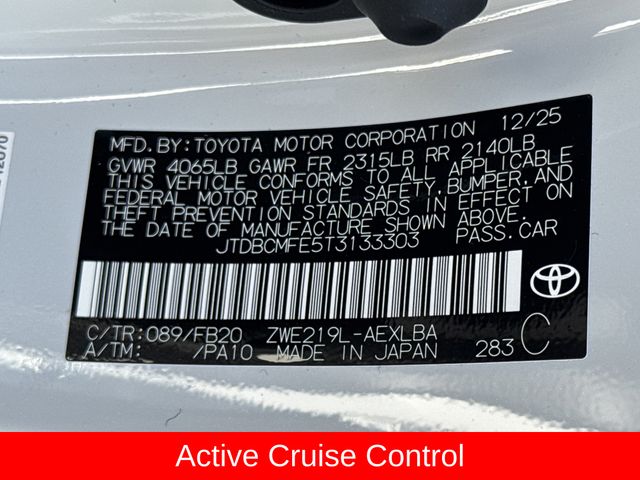 MFD.BY:TOYOTA MOTOR CORPORATION 12/25
GVWR 4065LB GAWR FR 2315LB RR 2140LB
THIS VEHICLE CONFORMS TO ALL APPLICABLE
FEDERAL MOTOR VEHICLE SAFETY,BUMPER,AND
THEFT PREVENTION STANDARDS IN EFFECT ON
THE DATE OF MANUFACTURE SHOWN ABOVE.
JTDBCMFE5T3133303 PASS.CAR
TOYOTA
C/TR:089/FB20 ZWE219L-AEXLBA
A/TM: /PA10 MADE IN JAPAN 283 C
Active Cruise Control